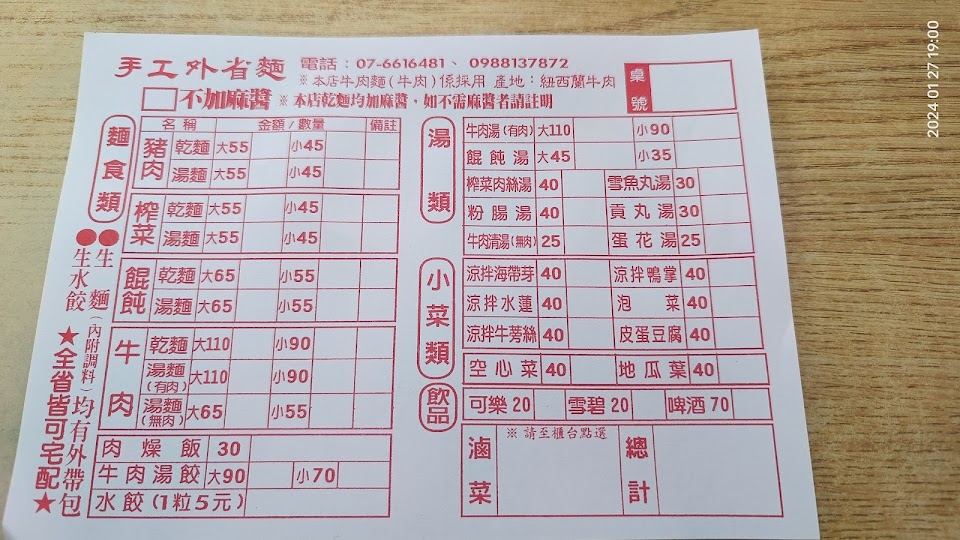 手工外省麵 電話：07-6616481、0988137872
※本店牛肉麵(牛肉)係採用 產地：紐西蘭牛肉
不加麻醬 ※本店乾麵均加麻醬，如不需麻醬者請註明
桌號
麵食類
名稱 金額/數量 備註
豬肉 乾麵 大55 小45
湯麵 大55 小45
榨菜 乾麵 大55 小45
湯麵 大55 小45
餛飩 乾麵 大65 小55
湯麵 大65 小55
牛肉 乾麵 大110 小90
湯麵(有肉) 大110 小90
湯麵(無肉) 大65 小55
肉燥飯 30
牛肉湯餃 大90 小70
水餃(1粒5元)
●生麵
●生水餃
(內附調料)均有外帶包
★全省皆可宅配★
湯類
牛肉湯(有肉) 大110 小90
餛飩湯 大45 小35
榨菜肉絲湯 40 雪魚丸湯 30
粉腸湯 40 貢丸湯 30
牛肉清湯(無肉) 25 蛋花湯 25
小菜類
涼拌海帶芽 40 涼拌鴨掌 40
涼拌水蓮 40 泡菜 40
涼拌牛蒡絲 40 皮蛋豆腐 40
空心菜 40 地瓜葉 40
飲品
可樂 20 雪碧 20 啤酒 70
滷菜 ※請至櫃台點選 總計
2024 01 27 19:00